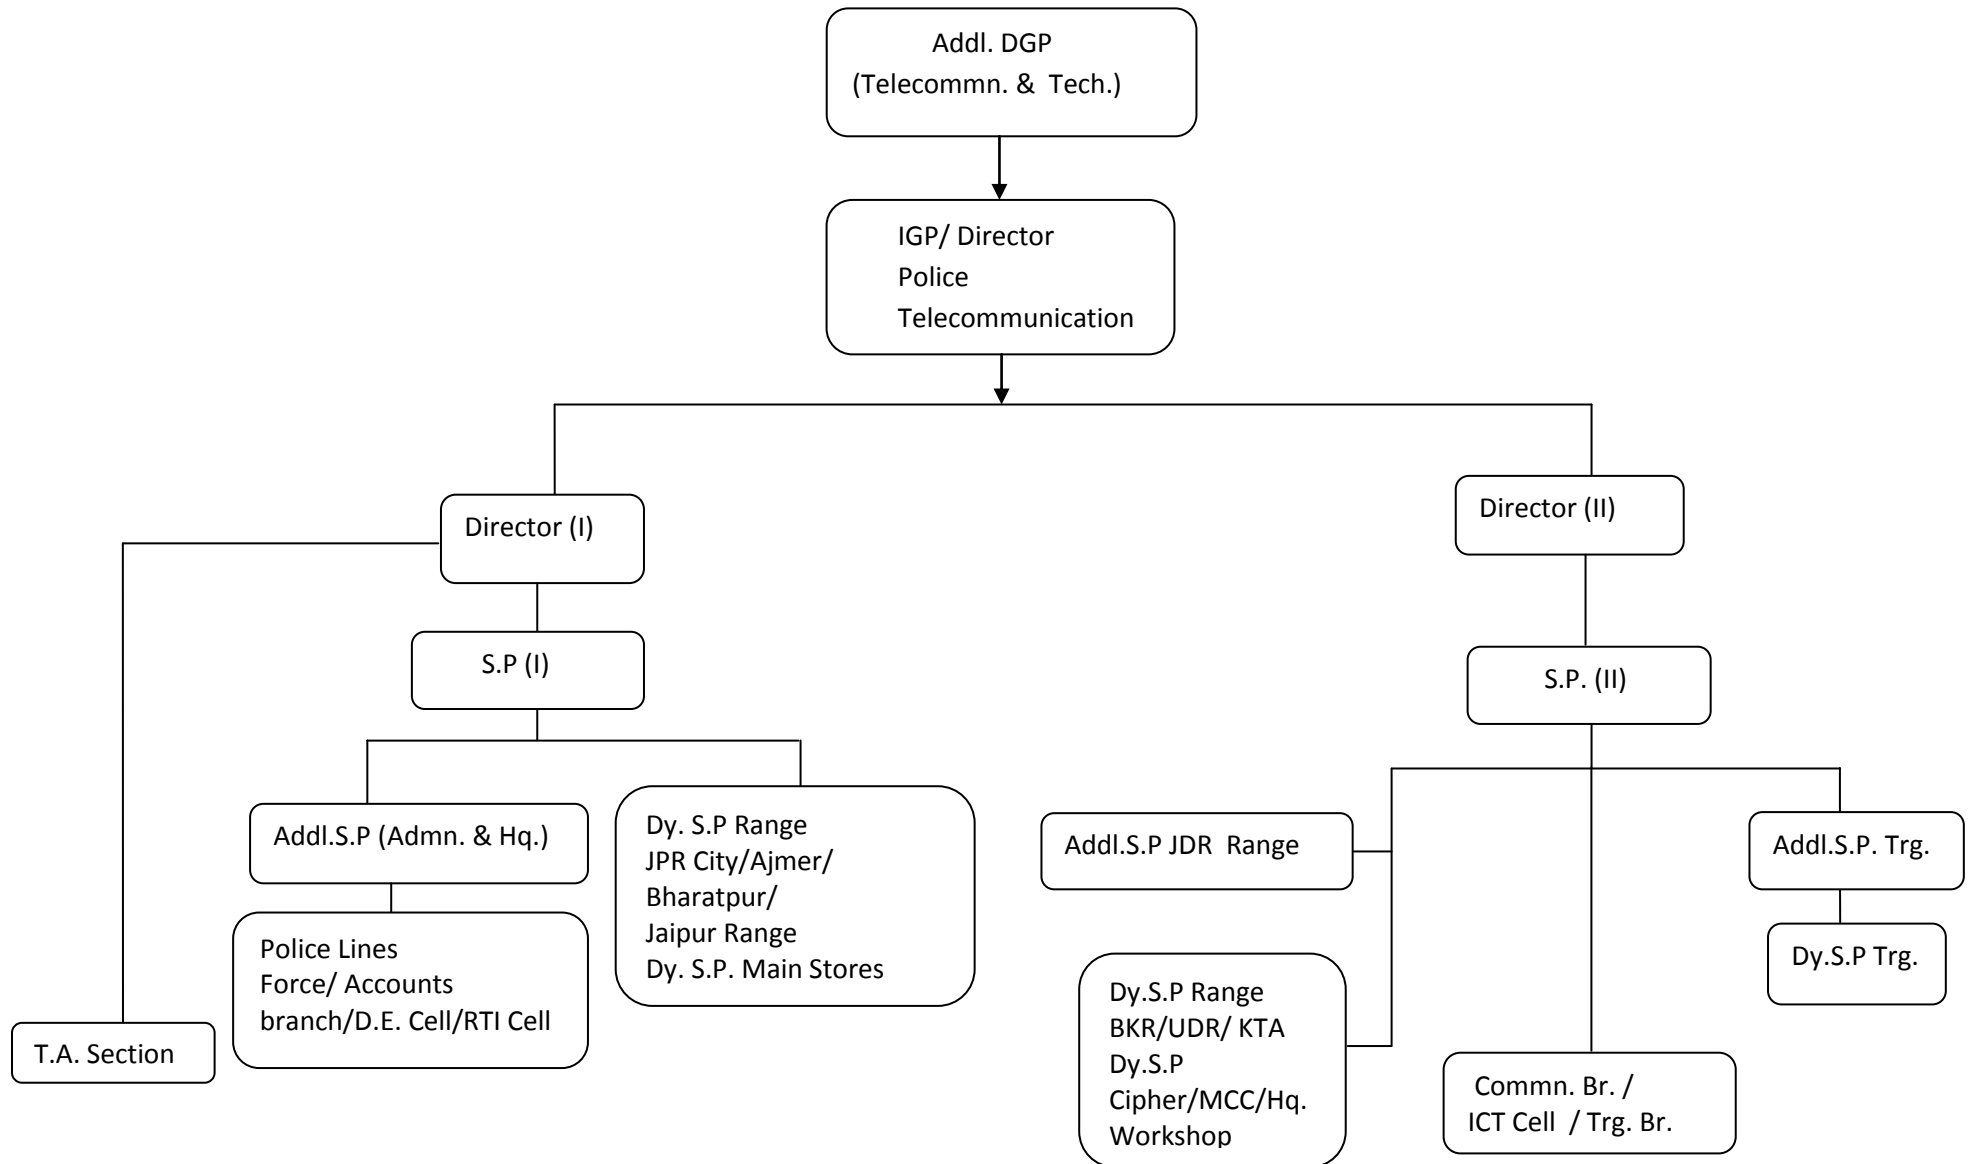 Addl. DGP
(Telecommn. & Tech.)
IGP/ Director
Police
Telecommunication
Director (I)
Director (II)
S.P (I)
S.P. (II)
Addl.S.P (Admn. & Hq.)
Dy. S.P Range
JPR City/Ajmer/
Bharatpur/
Jaipur Range
Dy. S.P. Main Stores
Addl.S.P JDR Range
Addl.S.P. Trg.
Police Lines
Force/ Accounts
branch/D.E. Cell/RTI Cell
Dy.S.P Trg.
T.A. Section
Dy.S.P Range
BKR/UDR/ KTA
Dy.S.P
Cipher/MCC/Hq.
Workshop
Commn. Br. /
ICT Cell / Trg. Br.